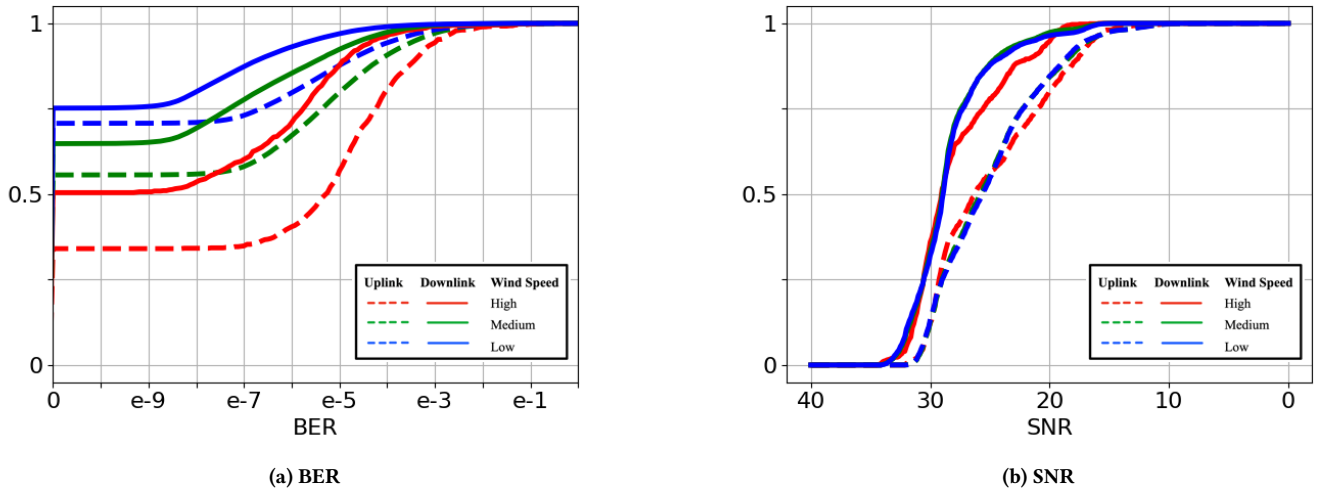 1
0.5
0
0 e-9 e-7 e-5 e-3 e-1
BER
Uplink Downlink Wind Speed
High
Medium
Low
(a) BER
1
0.5
0
40 30 20 10 0
SNR
Uplink Downlink Wind Speed
High
Medium
Low
(b) SNR